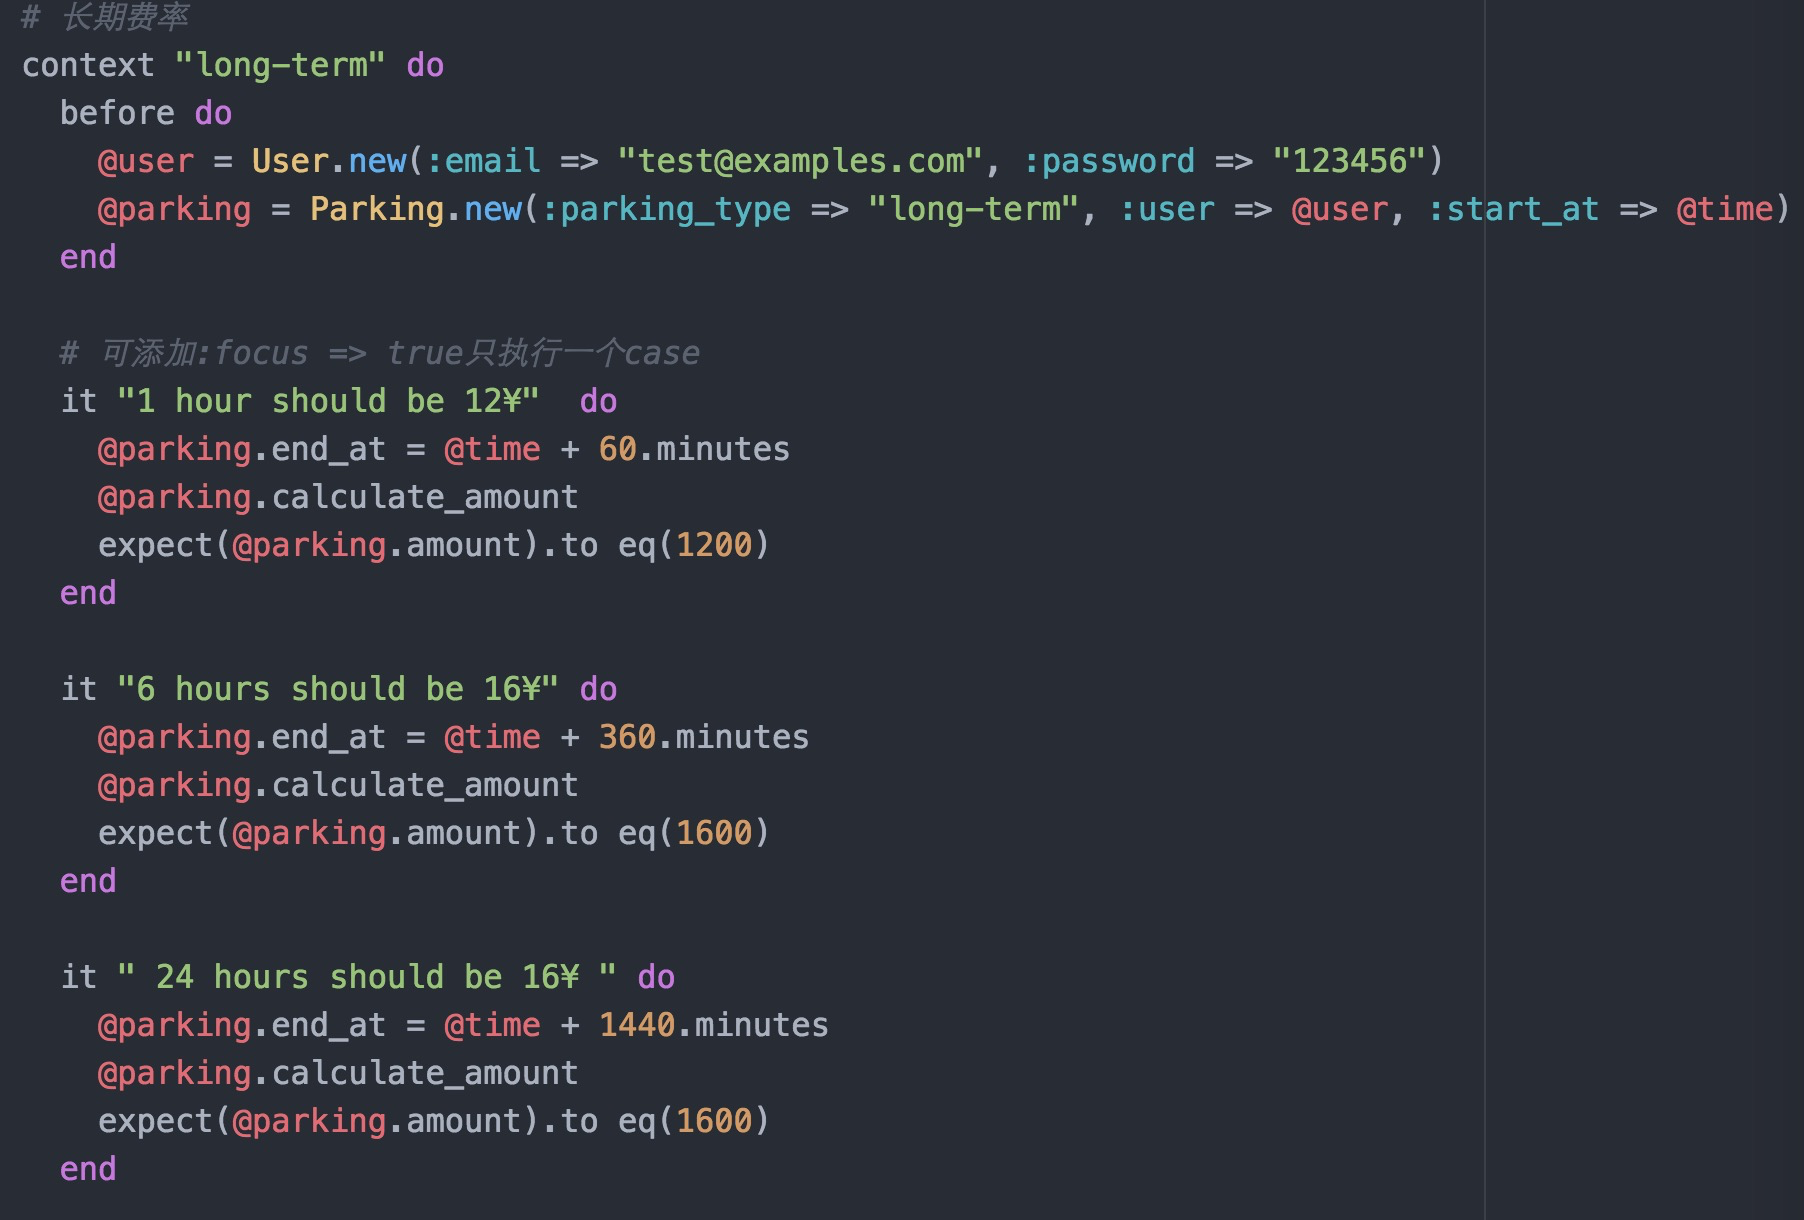 # 长期费率
context "long-term" do
before do
@user = User.new(:email => "test@examples.com", :password => "123456")
@parking = Parking.new(:parking_type => "long-term", :user => @user, :start_at => @time)
end
# 可添加:focus => true只执行一个case
it "1 hour should be 12¥"  do
@parking.end_at = @time + 60.minutes
@parking.calculate_amount
expect(@parking.amount).to eq(1200)
end
it "6 hours should be 16¥" do
@parking.end_at = @time + 360.minutes
@parking.calculate_amount
expect(@parking.amount).to eq(1600)
end
it " 24 hours should be 16¥ " do
@parking.end_at = @time + 1440.minutes
@parking.calculate_amount
expect(@parking.amount).to eq(1600)
end